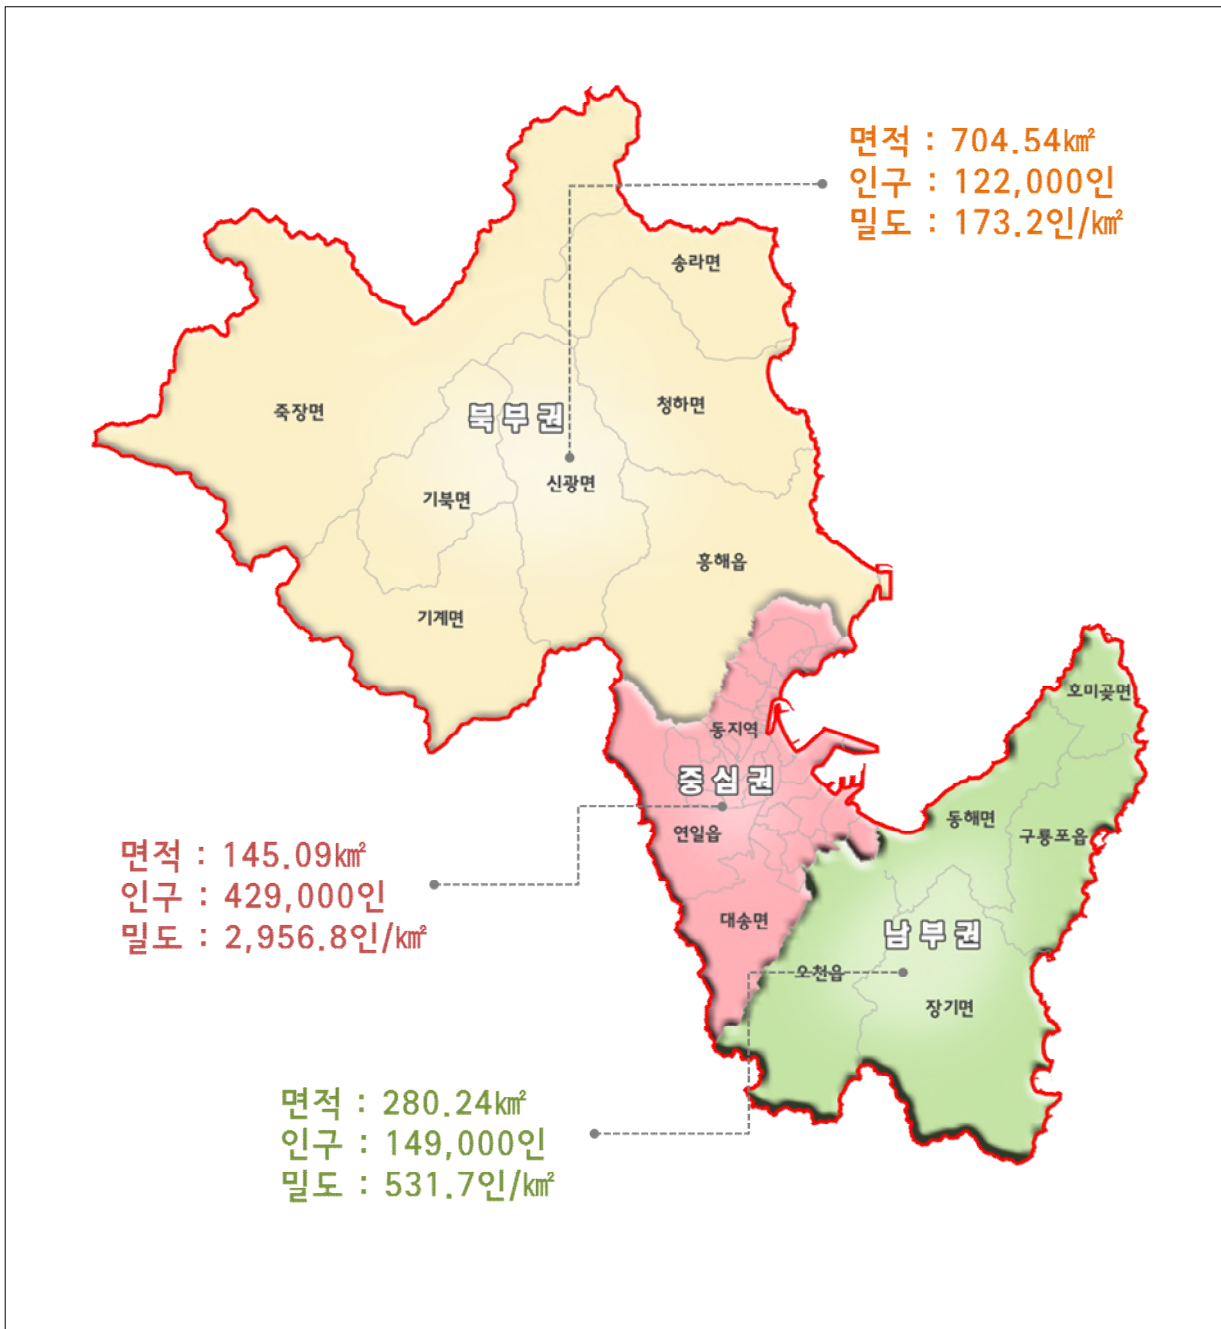 면적 : 704.54㎢
인구 : 122,000인
밀도 : 173.2인/㎢
송라면
죽장면
북부권
청하면
기북면
신광면
흥해읍
기계면
호미곶면
동지역
중심권
연일읍
동해면
구룡포읍
면적 : 145.09㎢
인구 : 429,000인
밀도 : 2,956.8인/㎢
대송면
남부권
오천읍
장기면
면적 : 280.24㎢
인구 : 149,000인
밀도 : 531.7인/㎢